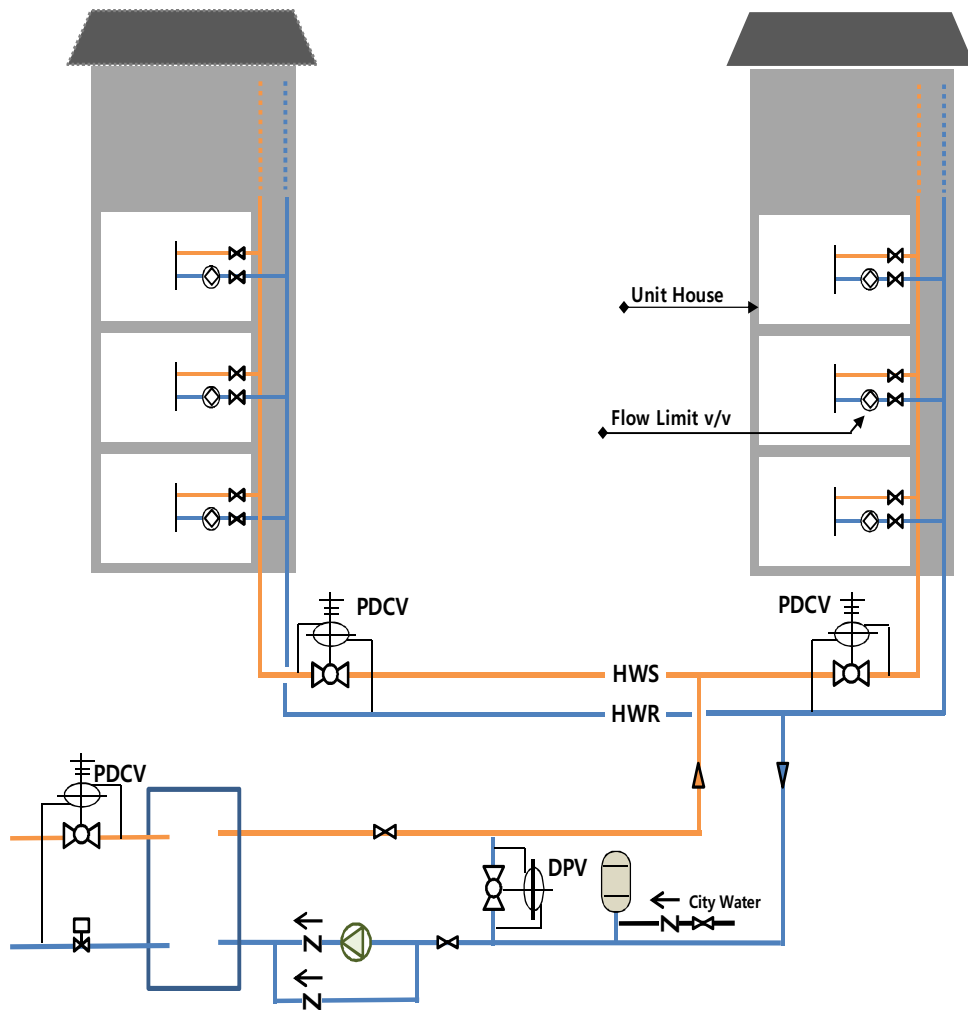 Unit House
Flow Limit v/v
PDCV
PDCV
HWS
HWR
PDCV
DPV
City Water